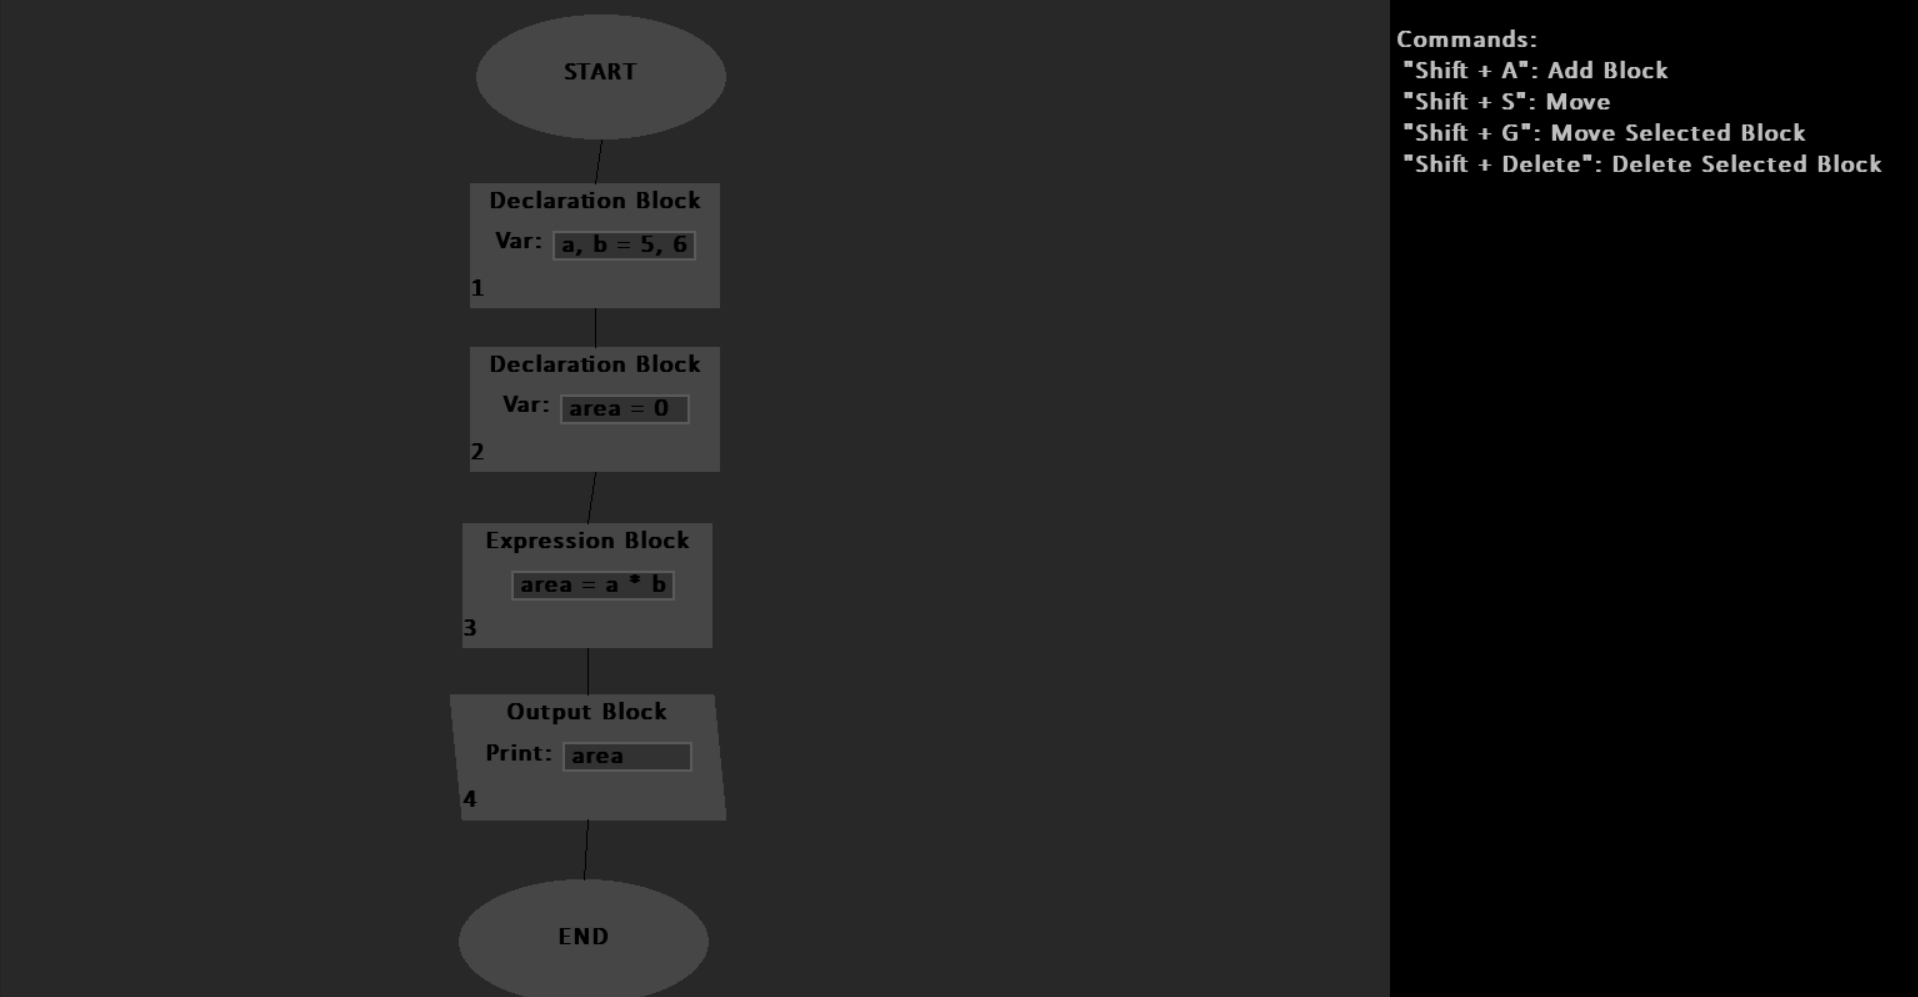 START
Declaration Block
Var: a, b = 5, 6
1
Declaration Block
Var: area = 0
2
Expression Block
area = a * b
3
Output Block
Print: area
4
END
Commands:
"Shift + A": Add Block
"Shift + S": Move
"Shift + G": Move Selected Block
"Shift + Delete": Delete Selected Block